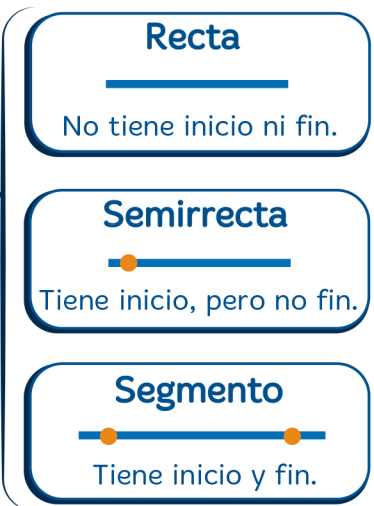 Recta
No tiene inicio ni fin.
Semirrecta
Tiene inicio, pero no fin.
Segmento
Tiene inicio y fin.